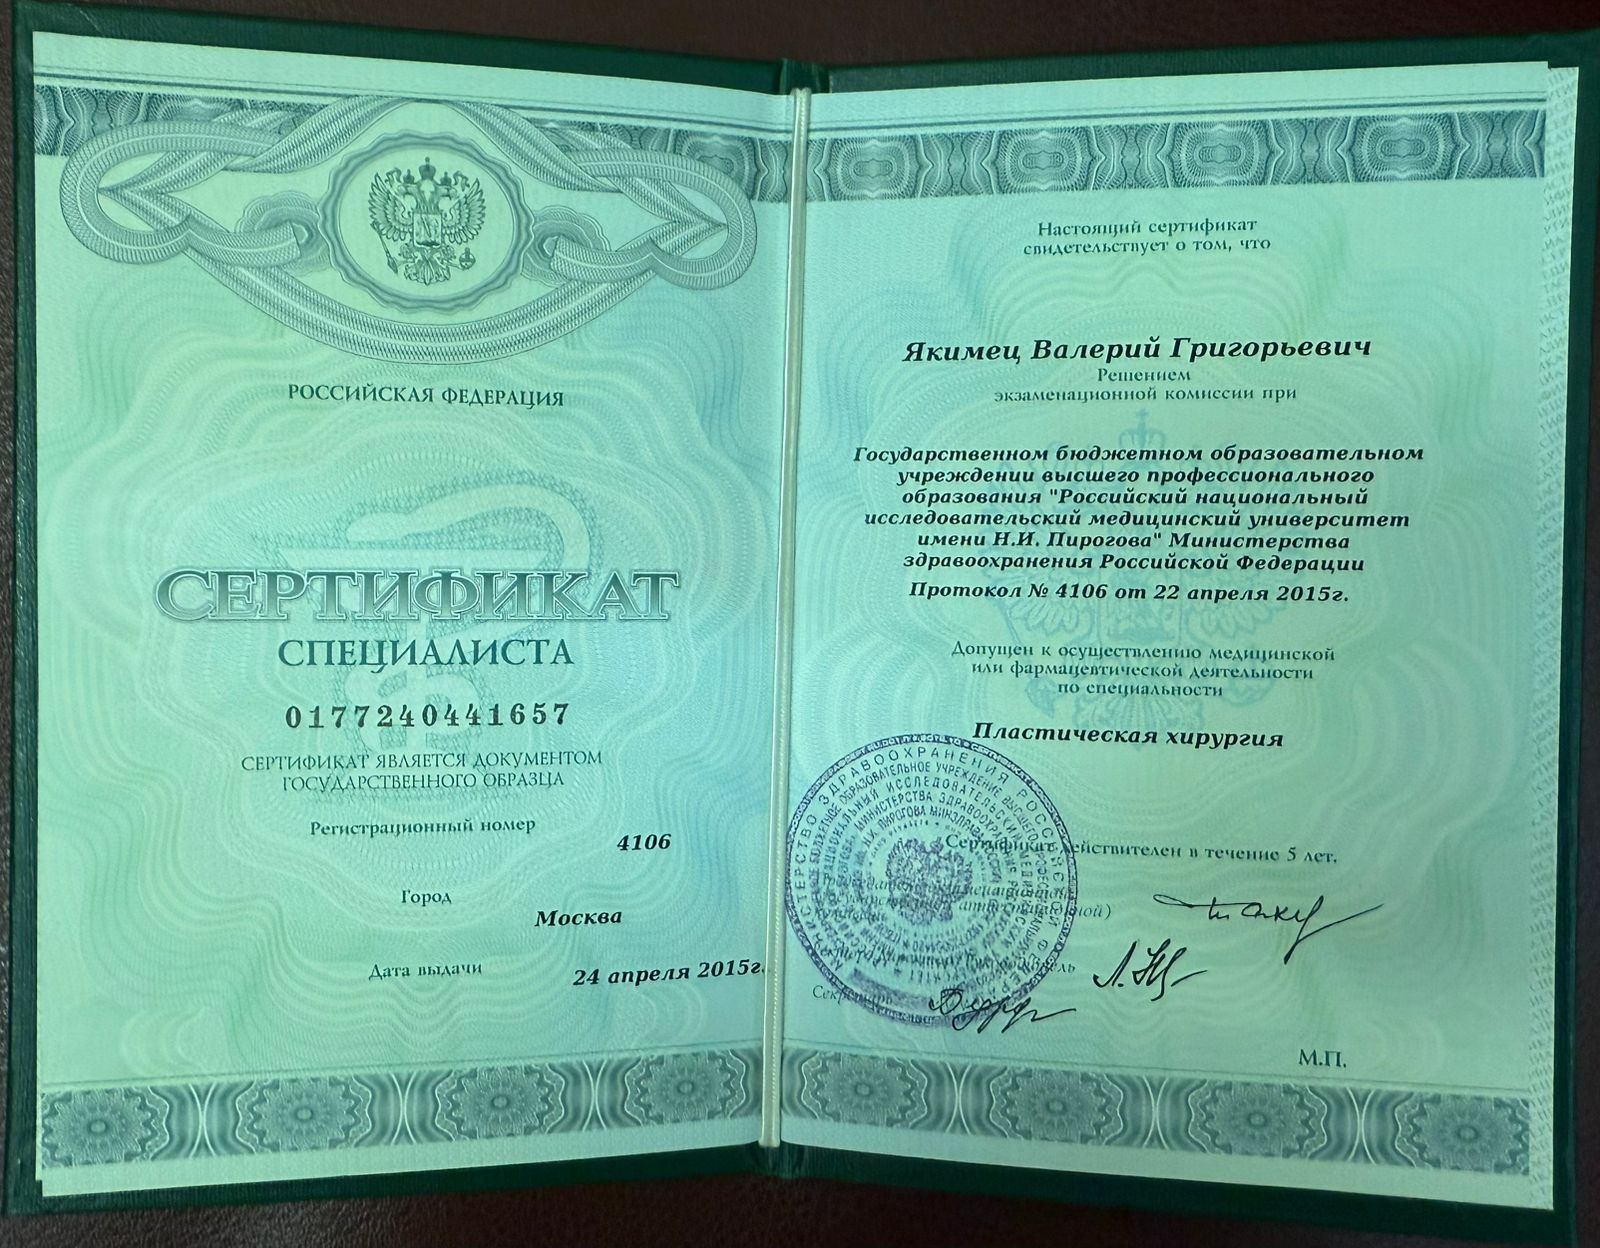 РОССИЙСКАЯ ФЕДЕРАЦИЯ
СЕРТИФИКАТ
СПЕЦИАЛИСТА
0177240441657
СЕРТИФИКАТ ЯВЛЯЕТСЯ ДОКУМЕНТОМ
ГОСУДАРСТВЕННОГО ОБРАЗЦА
Регистрационный номер
4106
Город
Москва
Дата выдачи
24 апреля 2015г.
Настоящий сертификат
свидетельствует о том, что
Якимец Валерий Григорьевич
Решением
экзаменационной комиссии при
Государственном бюджетном образовательном
учреждении высшего профессионального
образования "Российский национальный
исследовательский медицинский университет
имени Н.И. Пирогова" Министерства
здравоохранения Российской Федерации
Протокол № 4106 от 22 апреля 2015г.
Допущен к осуществлению медицинской
или фармацевтической деятельности
по специальности
Пластическая хирургия
Сертификат действителен в течение 5 лет.
Секретарь
М.П.